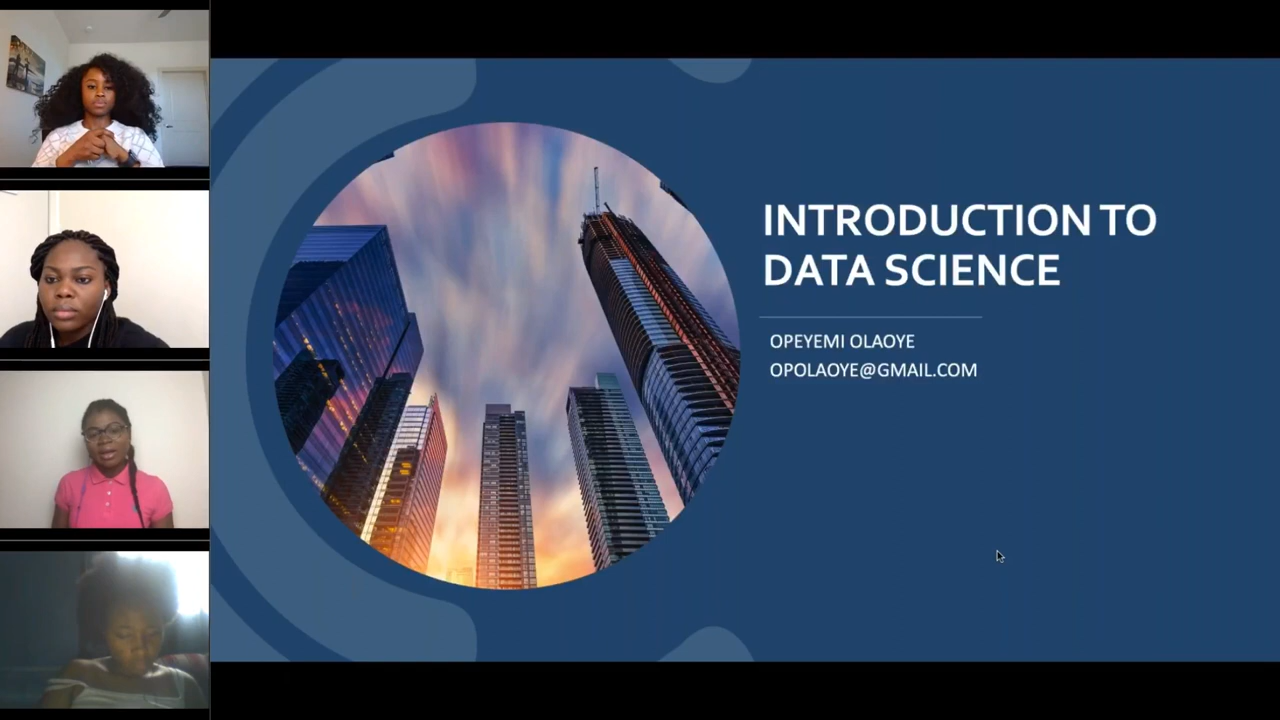 INTRODUCTION TO
DATA SCIENCE
OPEYEMI OLAOYE
OPOLAOYE@GMAIL.COM